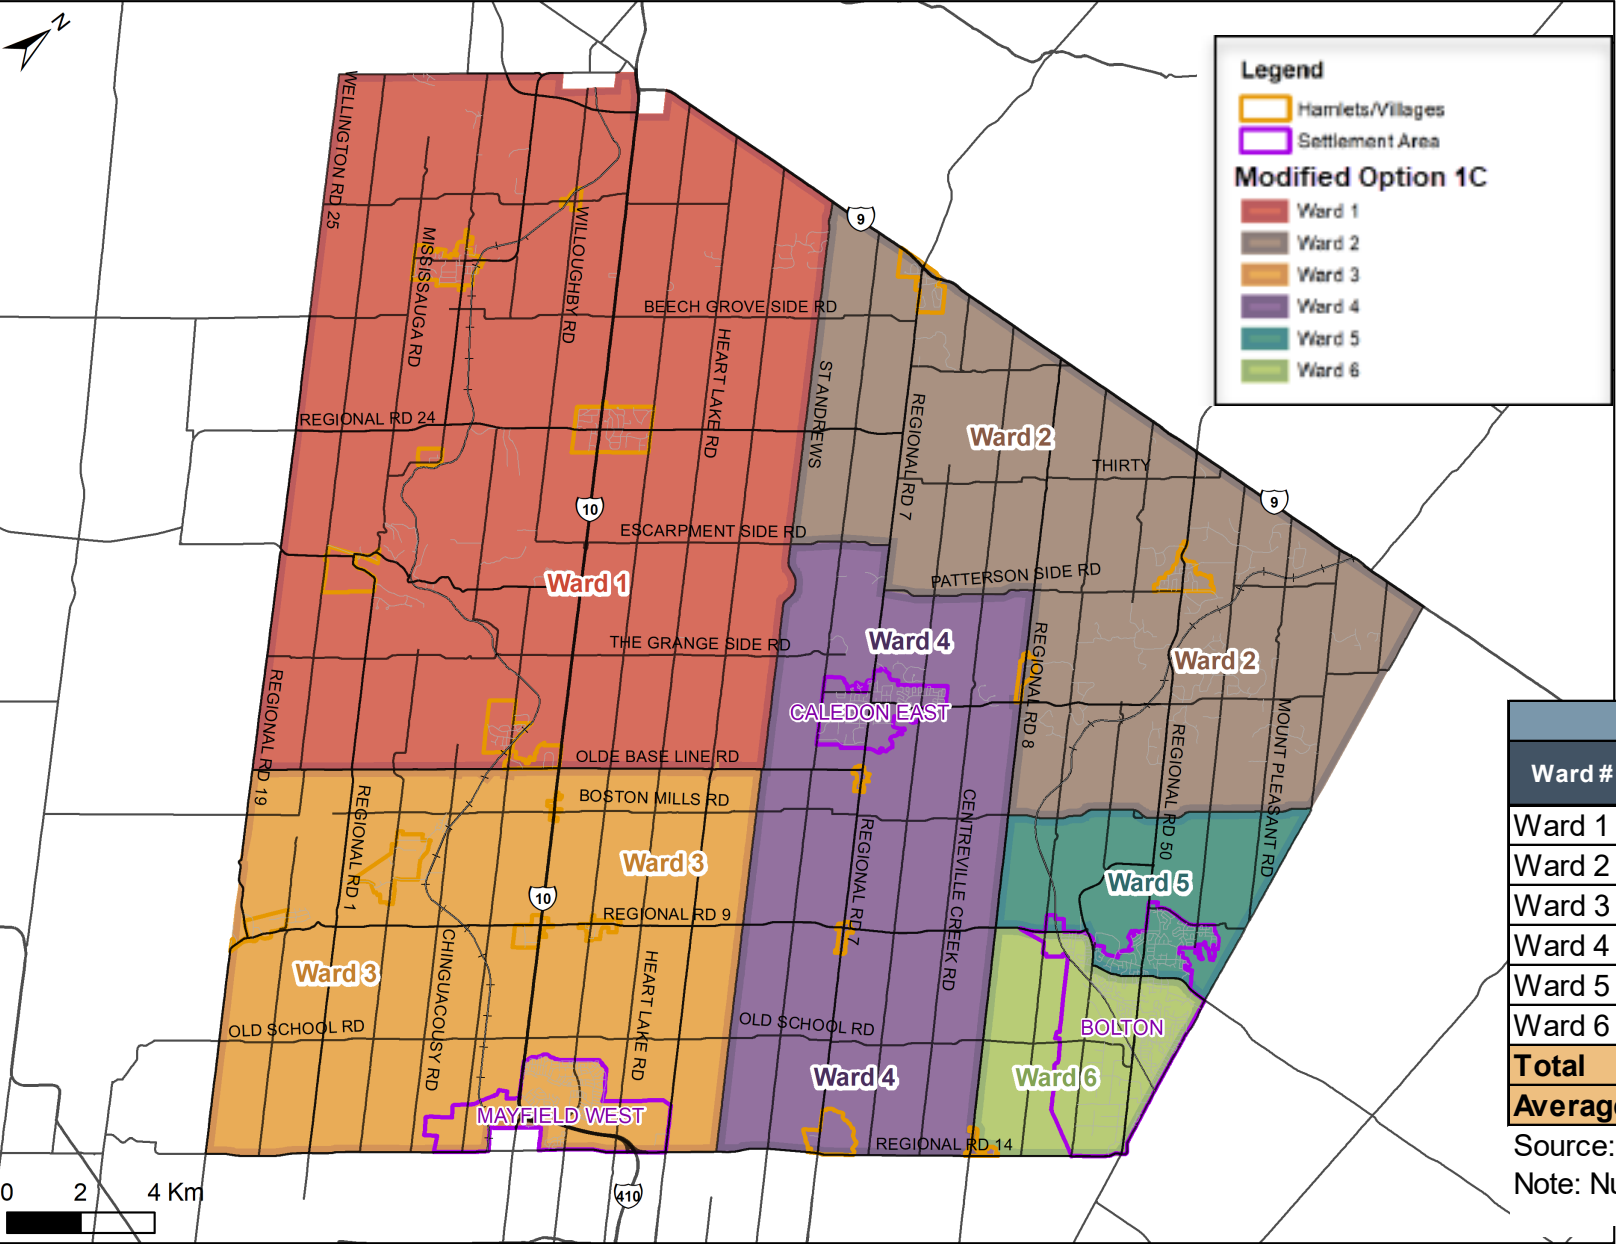 N
Legend
Hamlets/Villages
Settlement Area
Modified Option 1C
Ward 1
Ward 2
Ward 3
Ward 4
Ward 5
Ward 6
WELLINGTON RD 25
MISSISSAUGA RD
WILLOUGHBY RD
9
BEECH GROVE SIDE RD
HEART LAKE RD
ST ANDREWS
REGIONAL RD 7
REGIONAL RD 24
Ward 2
THIRTY
9
10
ESCARPMENT SIDE RD
Ward 1
PATTERSON SIDE RD
THE GRANGE SIDE RD
Ward 4
REGIONAL RD 8
Ward 2
REGIONAL RD 19
CALEDON EAST
OLDE BASE LINE RD
REGIONAL RD 50
MOUNT PLEASANT RD
BOSTON MILLS RD
REGIONAL RD 1
Ward 3
REGIONAL RD 7
CENTREVILLE CREEK RD
Ward 5
10
REGIONAL RD 9
CHINGUACOUSY RD
HEART LAKE RD
Ward 3
OLD SCHOOL RD
OLD SCHOOL RD
BOLTON
Ward 4
Ward 6
MAYFIELD WEST
REGIONAL RD 14
410
0 2 4 Km
Ward #
Ward 1
Ward 2
Ward 3
Ward 4
Ward 5
Ward 6
Total
Average
Source:
Note: Nu